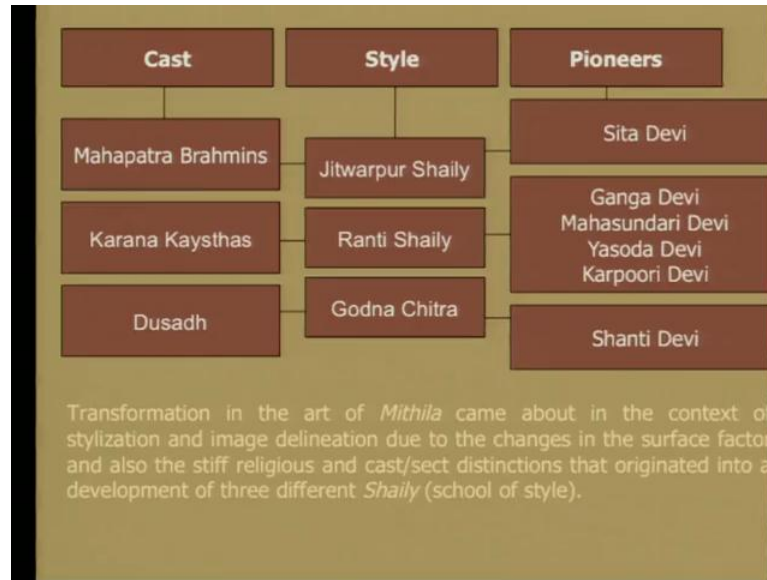 Cast
Style
Pioneers
Mahapatra Brahmins
Jitwarpur Shaily
Sita Devi
Karana Kaysthas
Ranti Shaily
Ganga Devi
Mahasundari Devi
Yasoda Devi
Karpoori Devi
Dusadh
Godna Chitra
Shanti Devi
Transformation in the art of Mithila came about in the context of
stylization and image delineation due to the changes in the surface factor
and also the stiff religious and cast/sect distinctions that originated into a
development of three different Shaily (school of style).